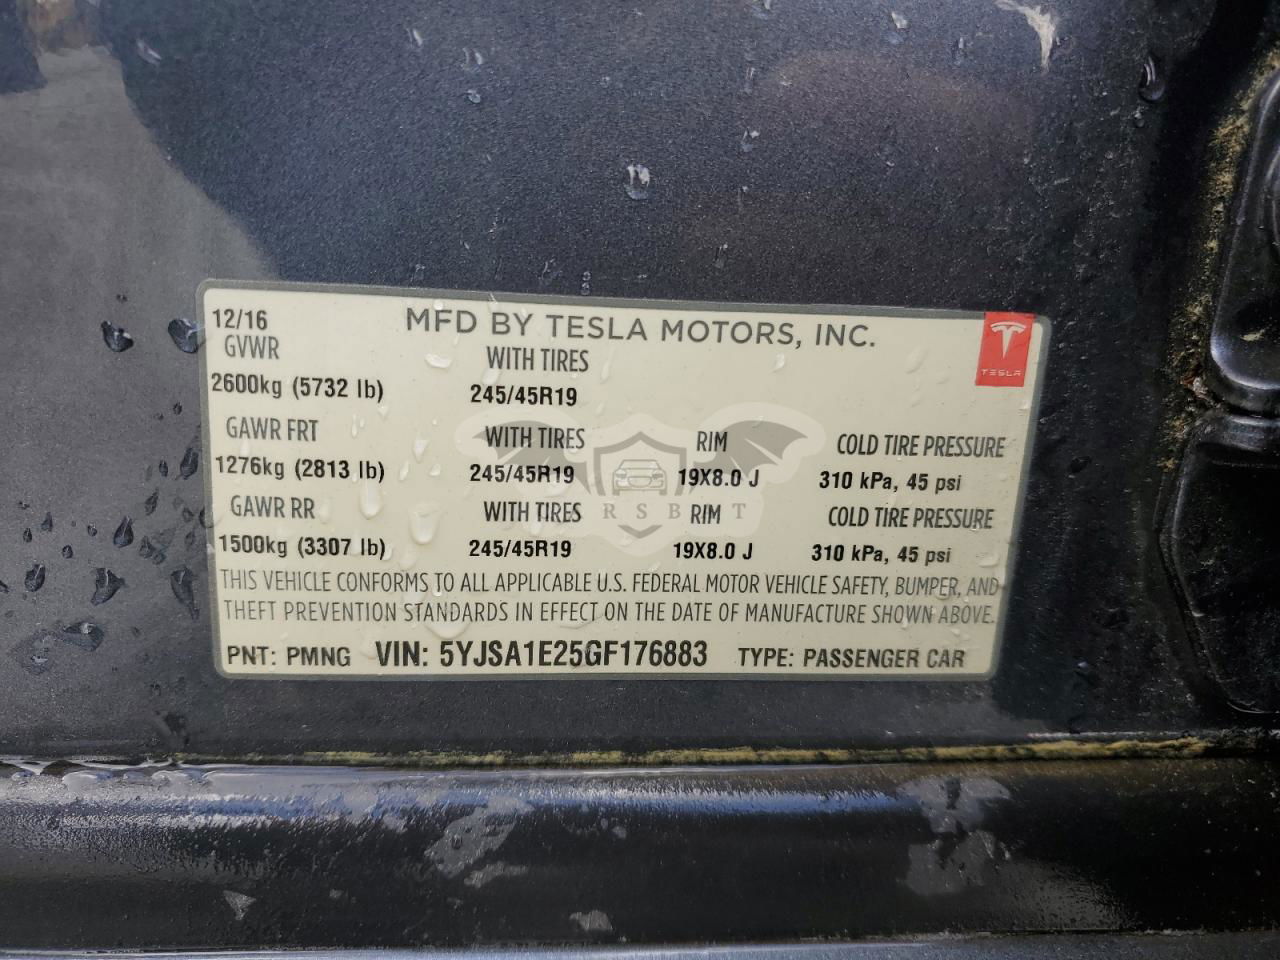 12/16 MFD BY TESLA MOTORS, INC.
TESLA
GVWR WITH TIRES
2600kg (5732 lb) 245/45R19
GAWR FRT WITH TIRES RIM COLD TIRE PRESSURE
1276kg (2813 lb) 245/45R19 19X8.0 J 310 kPa, 45 psi
GAWR RR WITH TIRES RIM COLD TIRE PRESSURE
1500kg (3307 lb) 245/45R19 19X8.0 J 310 kPa, 45 psi
THIS VEHICLE CONFORMS TO ALL APPLICABLE U.S. FEDERAL MOTOR VEHICLE SAFETY, BUMPER, AND
THEFT PREVENTION STANDARDS IN EFFECT ON THE DATE OF MANUFACTURE SHOWN ABOVE.
PNT: PMNG VIN: 5YJSA1E25GF176883 TYPE: PASSENGER CAR